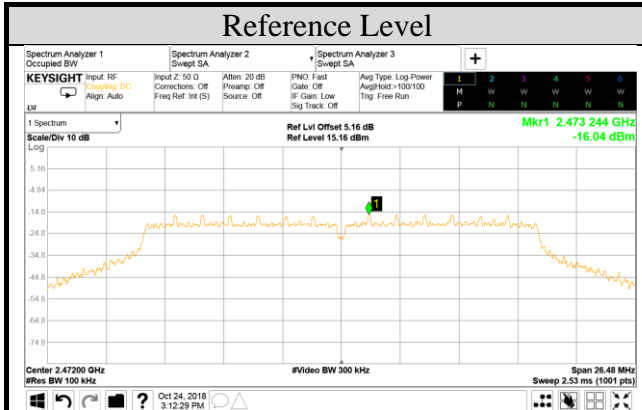 Reference Level
Spectrum Analyzer 1
Occupied BW
Spectrum Analyzer 2
Swept SA
Spectrum Analyzer 3
Swept SA
+
KEYSIGHT
LXI
Input: RF
Coupling: DC
Align: Auto
Input Z: 50 Ω
Corrections: Off
Freq Ref: Int (S)
Atten: 20 dB
Preamp: Off
Source: Off
PNO: Fast
Gate: Off
IF Gain: Low
Sig Track: Off
Avg Type: Log-Power
Avg|Hold:>100/100
Trig: Free Run
1 2 3 4 5 6
M W W W W W
P N N N N N
1 Spectrum
Scale/Div 10 dB
Ref Lvl Offset 5.16 dB
Ref Level 15.16 dBm
Mkr1 2.473 244 GHz
-16.04 dBm
Log
5.16
-4.84
-14.8
-24.8
-34.8
-44.8
-54.8
-64.8
-74.8
1
Center 2.47200 GHz
#Res BW 100 kHz
#Video BW 300 kHz
Span 26.48 MHz
Sweep 2.53 ms (1001 pts)
?
Oct 24, 2018
3:12:29 PM